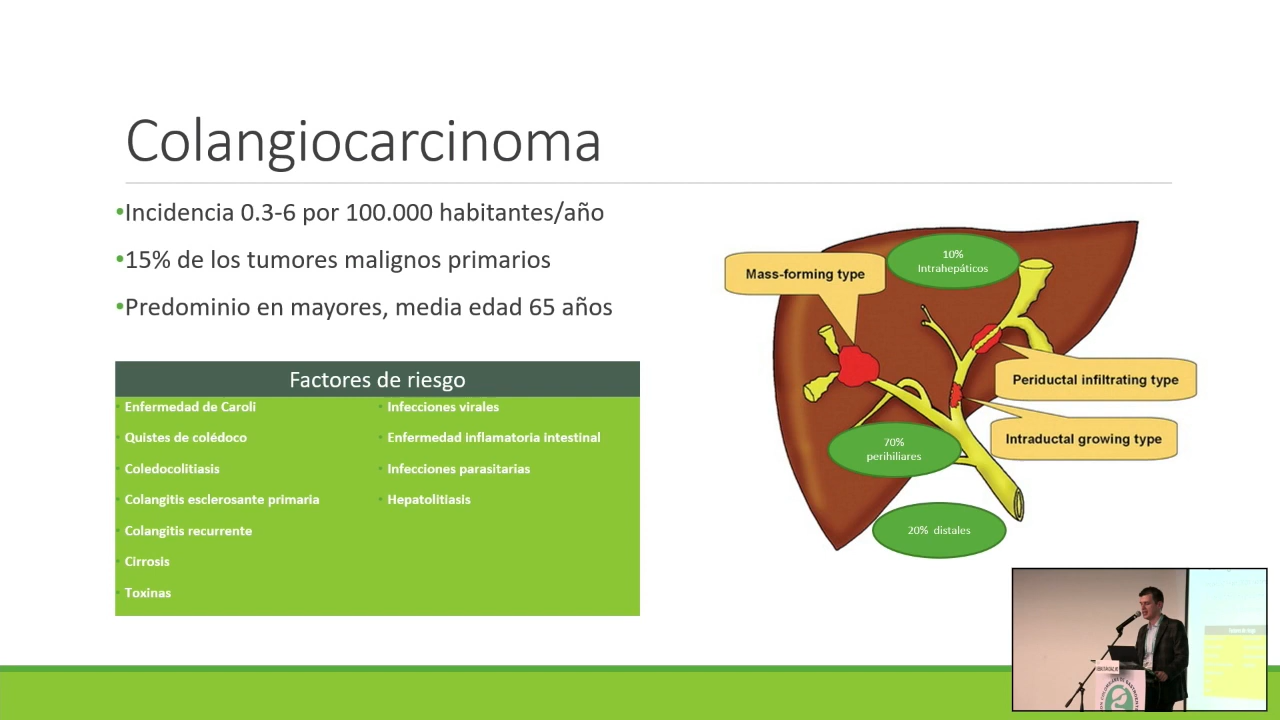 Colangiocarcinoma
•Incidencia 0.3-6 por 100.000 habitantes/año
•15% de los tumores malignos primarios
•Predominio en mayores, media edad 65 años
Factores de riesgo
• Enfermedad de Caroli
• Quistes de colédoco
• Coledocolitiasis
• Colangitis esclerosante primaria
• Colangitis recurrente
• Cirrosis
• Toxinas
• Infecciones virales
• Enfermedad inflamatoria intestinal
• Infecciones parasitarias
• Hepatolitiasis
10%
Intrahepáticos
Mass-forming type
Periductal infiltrating type
Intraductal growing type
70%
perihiliares
20% distales